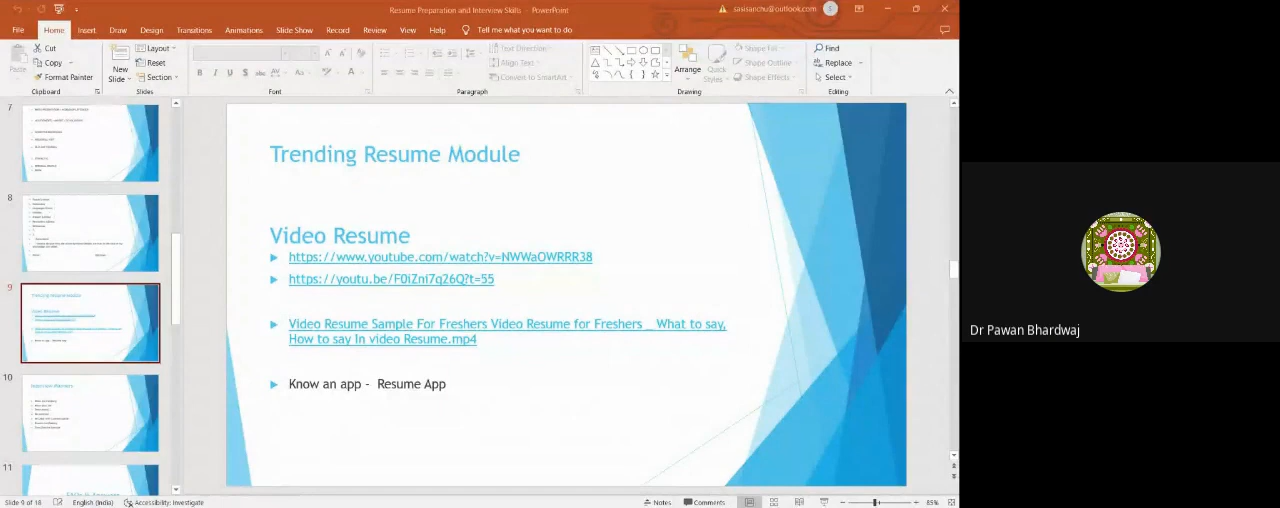 Resume Preparation and Interview Skills - PowerPoint
sasisanchu@outlook.com
S
File Home Insert Draw Design Transitions Animations Slide Show Record Review View Help Tell me what you want to do
Paste
Cut
Copy
Format Painter
Clipboard
New
Slide
Layout
Reset
Section
Slides
Font
Text Direction
Align Text
Convert to SmartArt
Paragraph
Arrange
Quick
Styles
Shape Fill
Shape Outline
Shape Effects
Drawing
Find
Replace
Select
Editing
7
8
9
10
11
Trending Resume Module
Video Resume
https://www.youtube.com/watch?v=NWWaOWRRR38
https://youtu.be/F0iZnI7q26Q?t=55
Video Resume Sample For Freshers Video Resume for Freshers _ What to say,
How to say in video Resume.mp4
Know an app - Resume App
Dr Pawan Bhardwaj
Slide 9 of 18 English (India) Accessibility: Investigate Notes Comments 85%